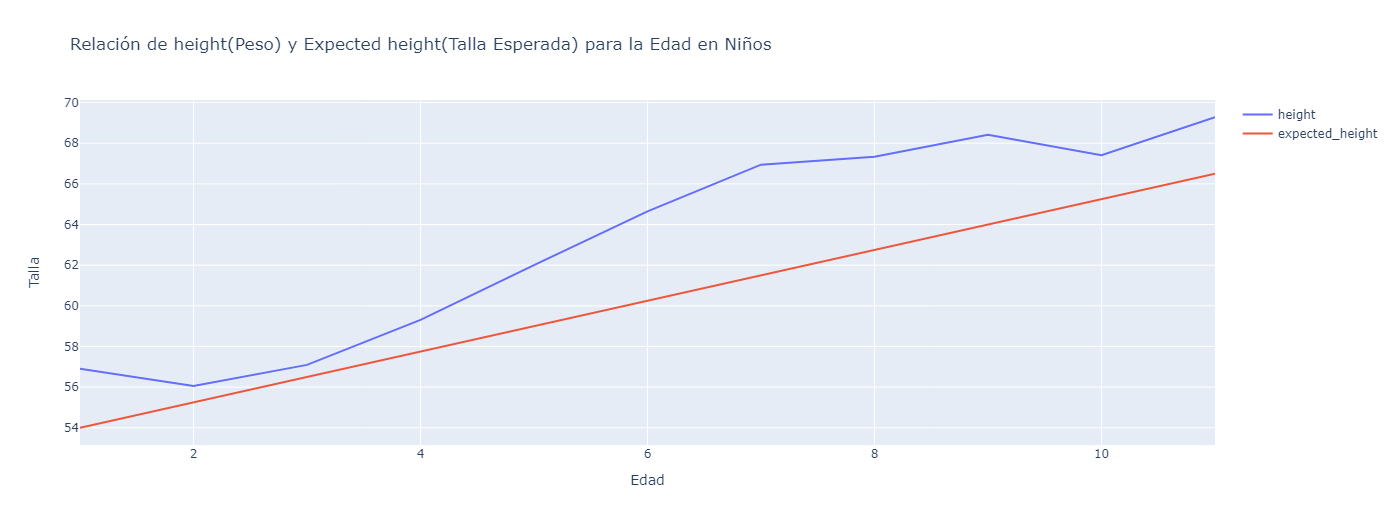 Relación de height(Peso) y Expected height(Talla Esperada) para la Edad en Niños
70
68
66
64
62
60
58
56
54
Talla
2 4 6 8 10
Edad
height
expected_height